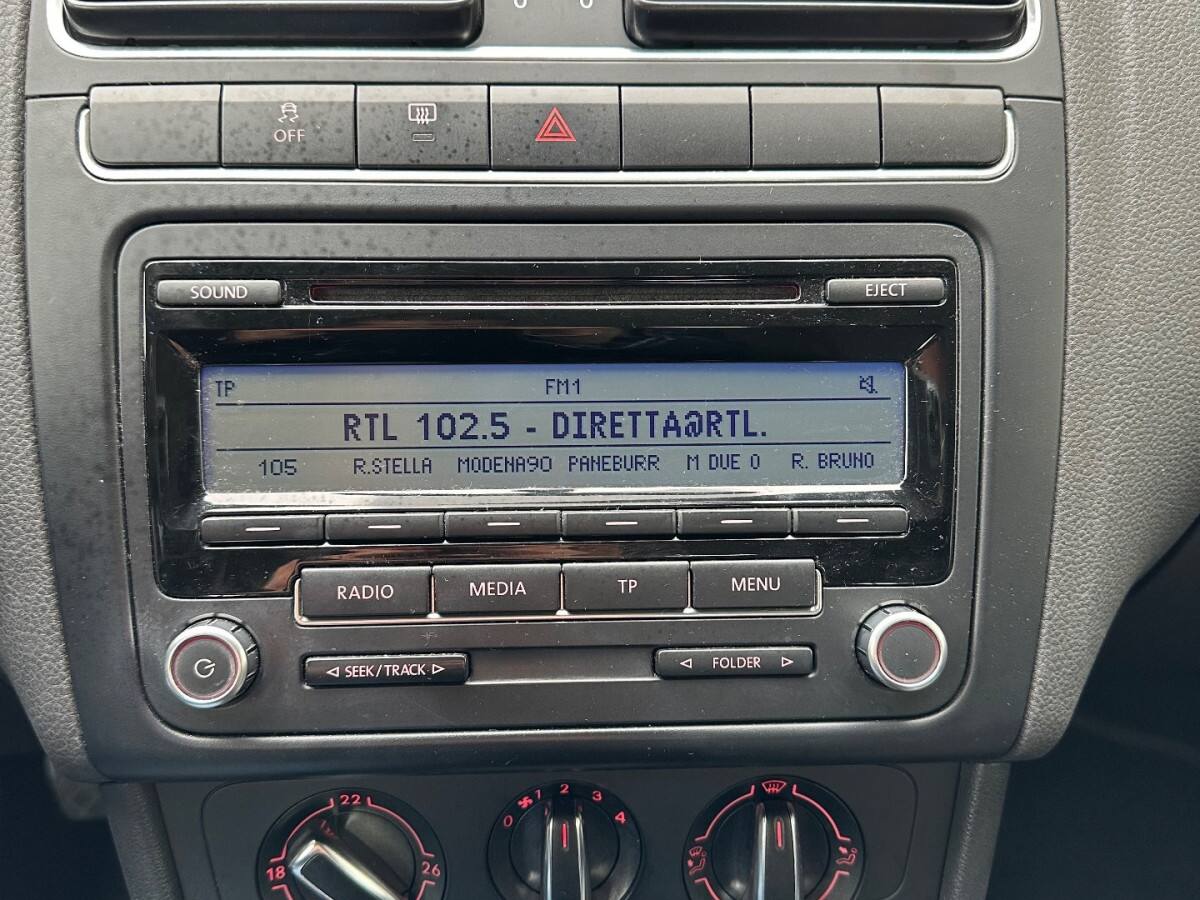 OFF
SOUND
EJECT
TP FM1
RTL 102.5 - DIRETTA@RTL.
105 R.STELLA MODENA90 PANEBURR M DUE O R. BRUNO
RADIO MEDIA TP MENU
SEEK/TRACK
FOLDER
22
18
26
0 1 2 3 4